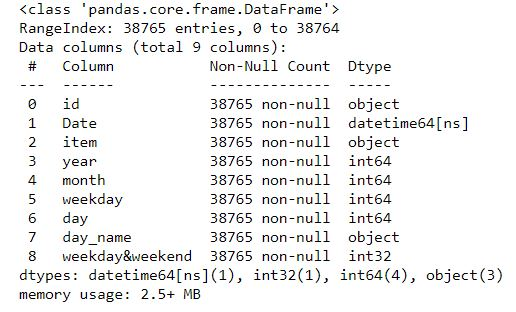 <class 'pandas.core.frame.DataFrame'>
RangeIndex: 38765 entries, 0 to 38764
Data columns (total 9 columns):
 #   Column           Non-Null Count  Dtype
---  ------           --------------  -----
 0   id               38765 non-null  object
 1   Date             38765 non-null  datetime64[ns]
 2   item             38765 non-null  object
 3   year             38765 non-null  int64
 4   month            38765 non-null  int64
 5   weekday          38765 non-null  int64
 6   day              38765 non-null  int64
 7   day_name         38765 non-null  object
 8   weekday&weekend  38765 non-null  int32
dtypes: datetime64[ns](1), int32(1), int64(4), object(3)
memory usage: 2.5+ MB